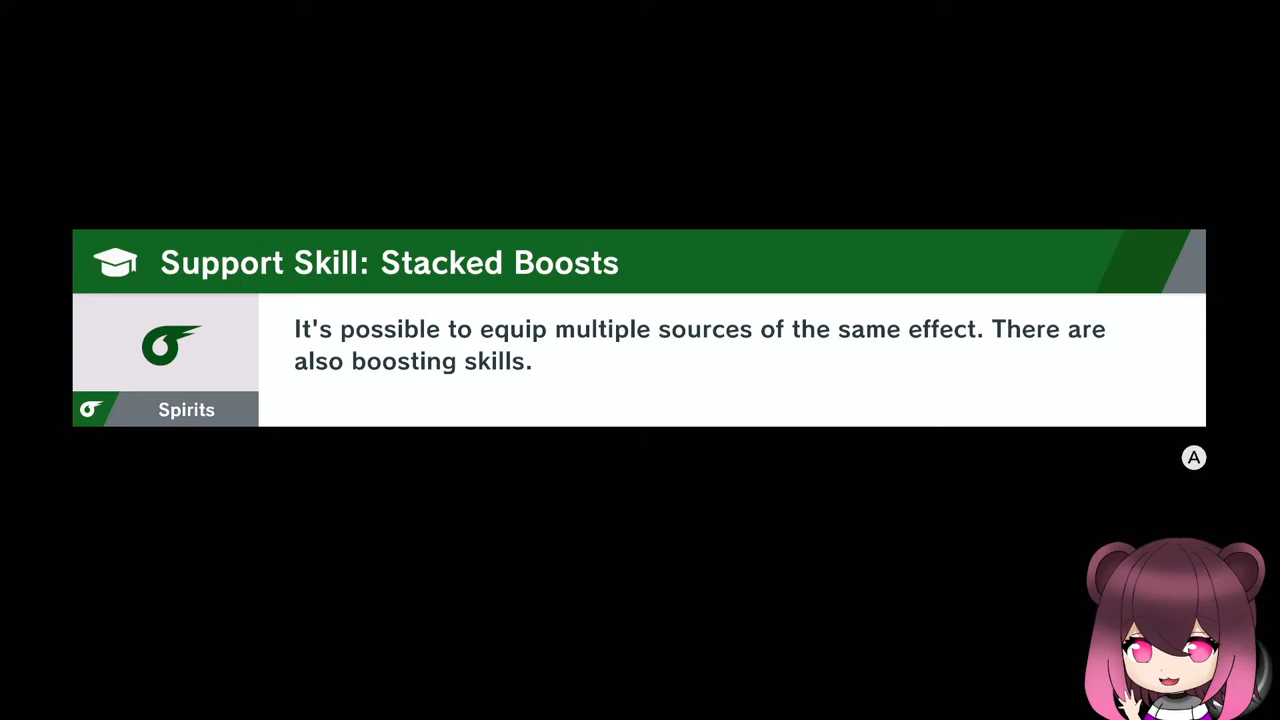 Support Skill: Stacked Boosts
It's possible to equip multiple sources of the same effect. There are
also boosting skills.
Spirits
A